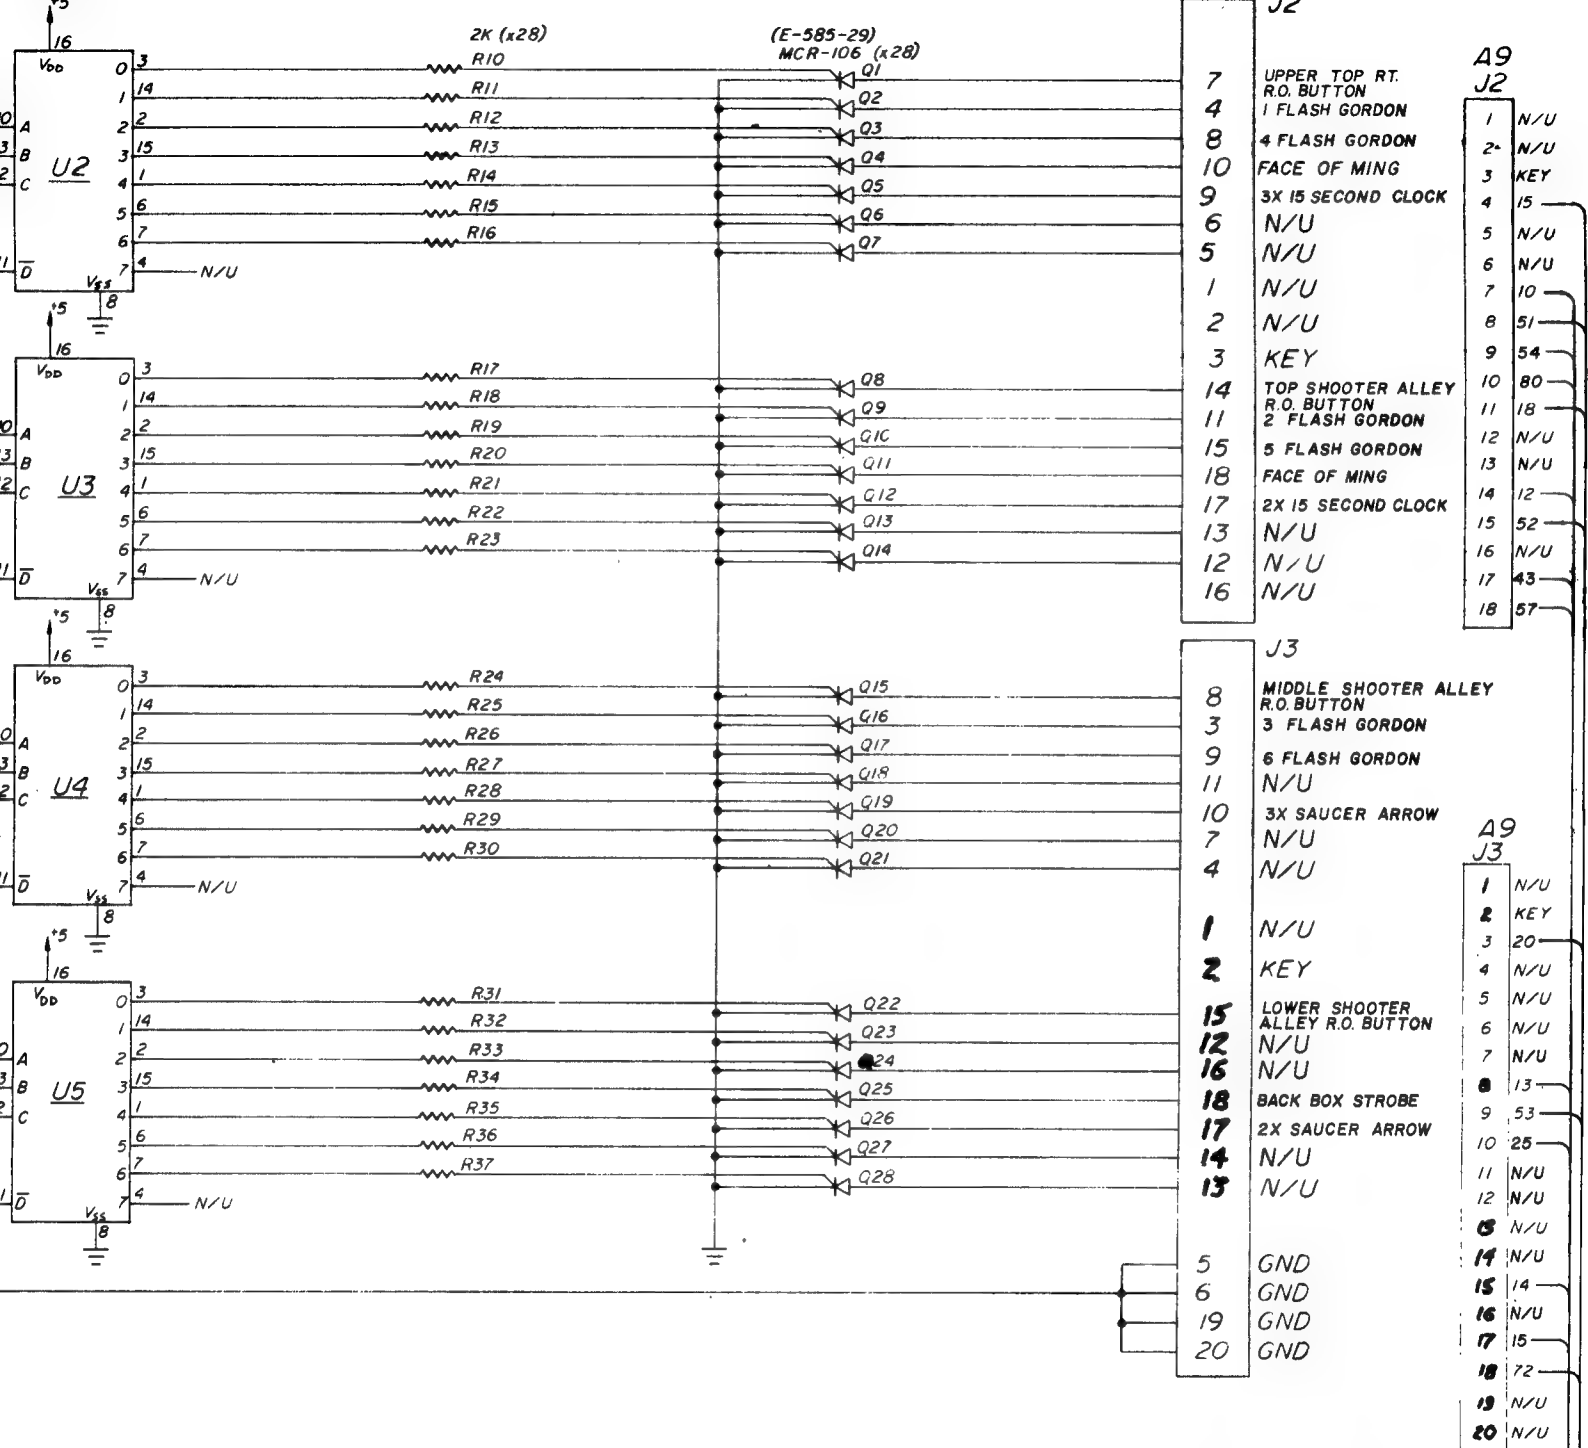 +5
16
VDD
0 3
1 14
2 2
3 15
4 1
5 6
6 7
7 4 N/U
A
B
C
D
U2
VSS
8
2K (x28)
R10
R11
R12
R13
R14
R15
R16
(E-585-29)
MCR-106 (x28)
Q1
Q2
Q3
Q4
Q5
Q6
Q7
J2
7 UPPER TOP RT.
R.O. BUTTON
4 1 FLASH GORDON
8 4 FLASH GORDON
10 FACE OF MING
9 3X 15 SECOND CLOCK
6 N/U
5 N/U
1 N/U
2 N/U
3 KEY
+5
16
VDD
0 3
1 14
2 2
3 15
4 1
5 6
6 7
7 4 N/U
A
B
C
D
U3
VSS
8
R17
R18
R19
R20
R21
R22
R23
Q8
Q9
Q10
Q11
Q12
Q13
Q14
14 TOP SHOOTER ALLEY
R.O. BUTTON
11 2 FLASH GORDON
15 5 FLASH GORDON
18 FACE OF MING
17 2X 15 SECOND CLOCK
13 N/U
12 N/U
16 N/U
+5
16
VDD
0 3
1 14
2 2
3 15
4 1
5 6
6 7
7 4 N/U
A
B
C
D
U4
VSS
8
R24
R25
R26
R27
R28
R29
R30
Q15
Q16
Q17
Q18
Q19
Q20
Q21
J3
8 MIDDLE SHOOTER ALLEY
R.O. BUTTON
3 3 FLASH GORDON
9 6 FLASH GORDON
11 N/U
10 3X SAUCER ARROW
7 N/U
4 N/U
1 N/U
2 KEY
+5
16
VDD
0 3
1 14
2 2
3 15
4 1
5 6
6 7
7 4 N/U
A
B
C
D
U5
VSS
8
R31
R32
R33
R34
R35
R36
R37
Q22
Q23
24
Q25
Q26
Q27
Q28
15 LOWER SHOOTER
ALLEY R.O. BUTTON
12 N/U
16 N/U
18 BACK BOX STROBE
17 2X SAUCER ARROW
14 N/U
13 N/U
5 GND
6 GND
19 GND
20 GND
A9
J2
1 N/U
2 N/U
3 KEY
4 15
5 N/U
6 N/U
7 10
8 51
9 54
10 80
11 18
12 N/U
13 N/U
14 12
15 52
16 N/U
17 43
18 57
A9
J3
1 N/U
2 KEY
3 20
4 N/U
5 N/U
6 N/U
7 N/U
8 13
9 53
10 25
11 N/U
12 N/U
13 N/U
14 N/U
15 14
16 N/U
17 15
18 72
19 N/U
20 N/U